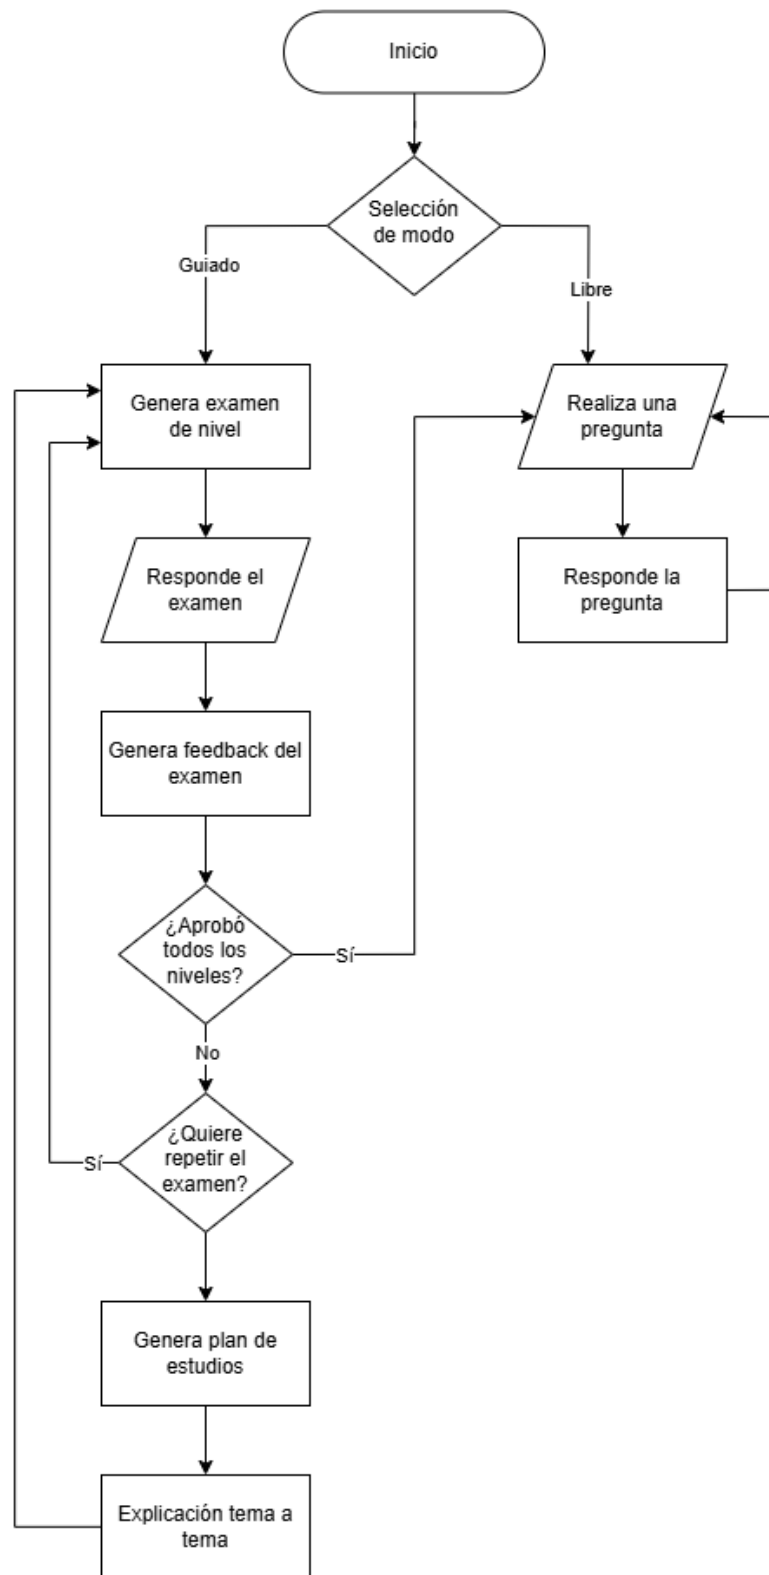 Inicio
Selección
de modo
Guiado
Libre
Genera examen
de nivel
Realiza una
pregunta
Responde el
examen
Responde la
pregunta
Genera feedback del
examen
¿Aprobó
todos los
niveles?
Sí
No
¿Quiere
repetir el
examen?
Sí
Genera plan de
estudios
Explicación tema a
tema